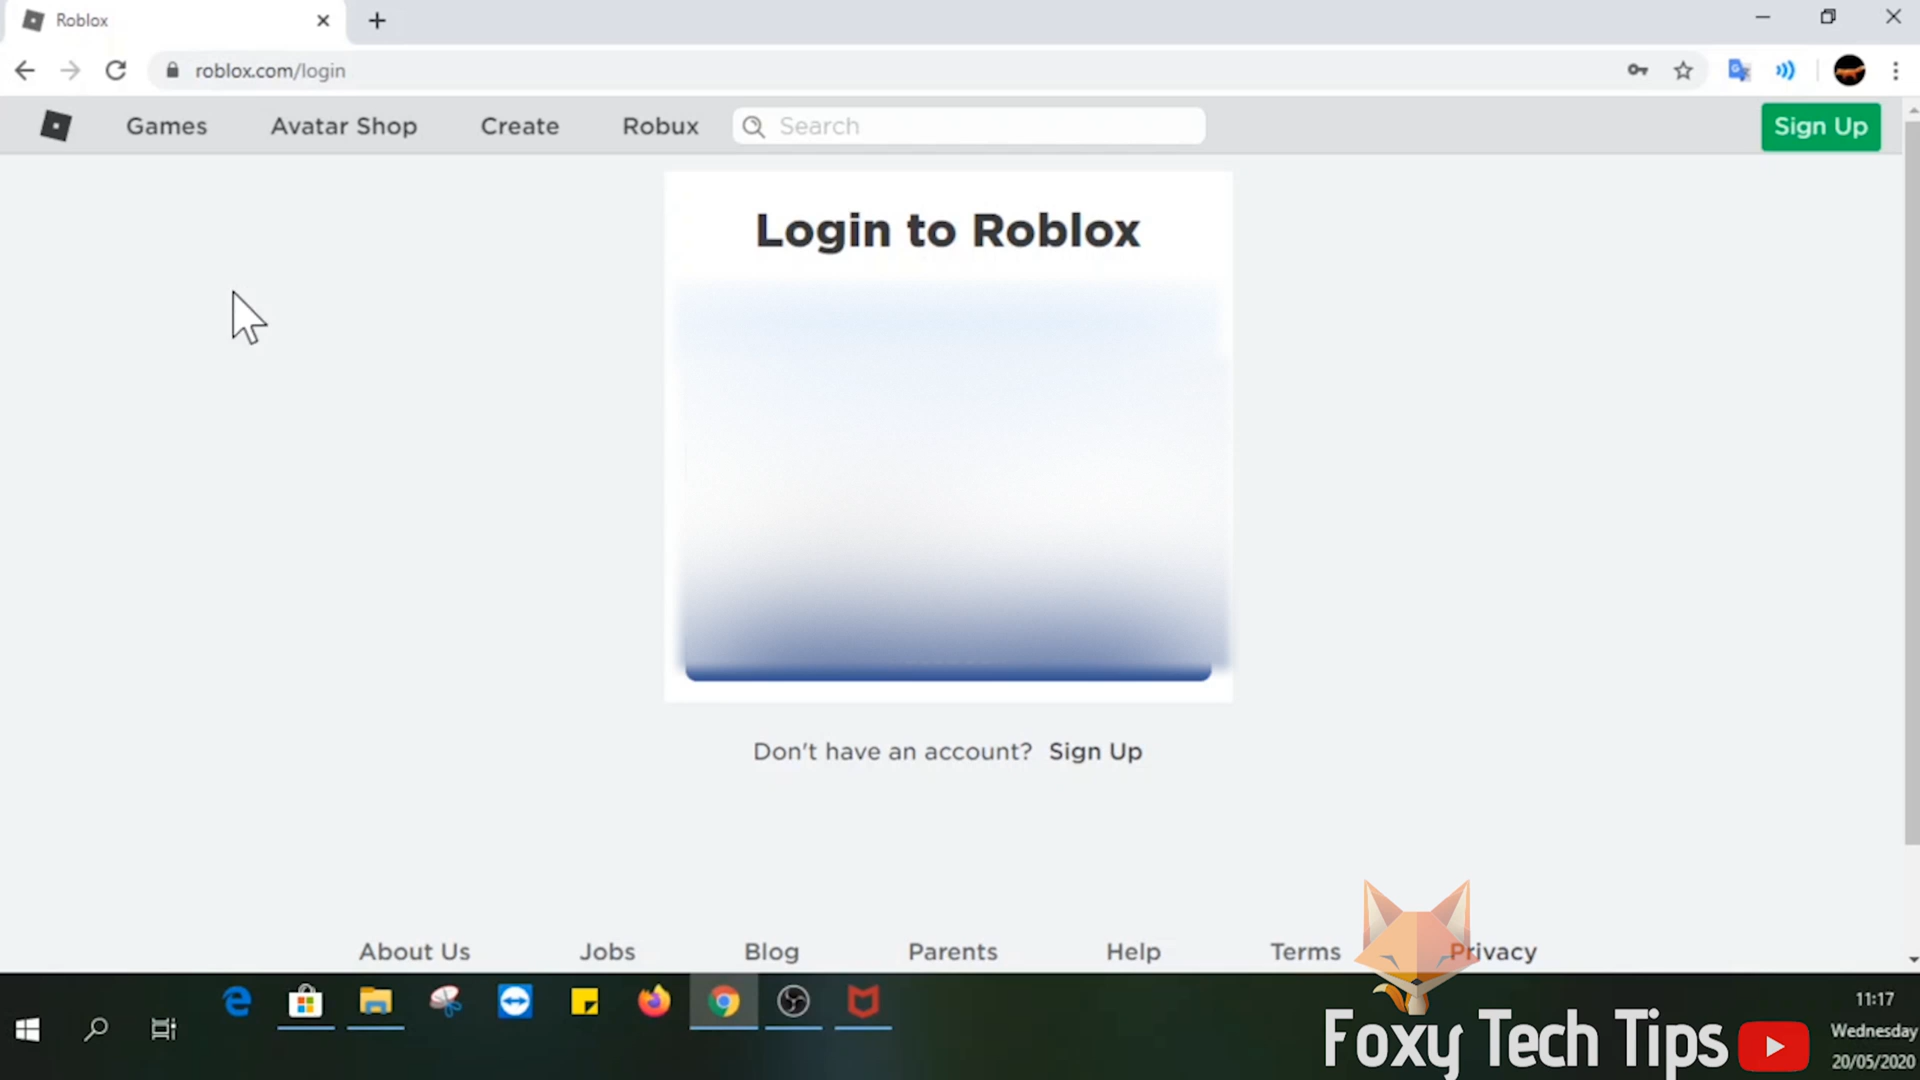 Roblox
roblox.com/login
Games Avatar Shop Create Robux Search Sign Up
Login to Roblox
Don't have an account? Sign Up
About Us Jobs Blog Parents Help Terms Privacy
Foxy Tech Tips
11:17
Wednesday
20/05/2020